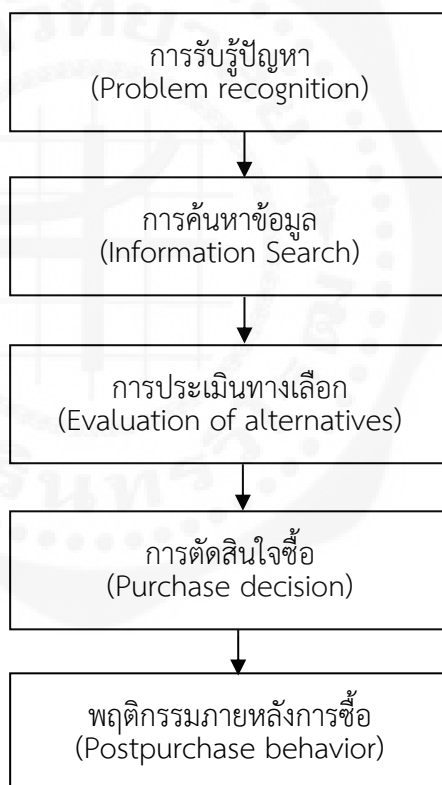 การรับรู้ปัญหา
(Problem recognition)
การค้นหาข้อมูล
(Information Search)
การประเมินทางเลือก
(Evaluation of alternatives)
การตัดสินใจซื้อ
(Purchase decision)
พฤติกรรมภายหลังการซื้อ
(Postpurchase behavior)